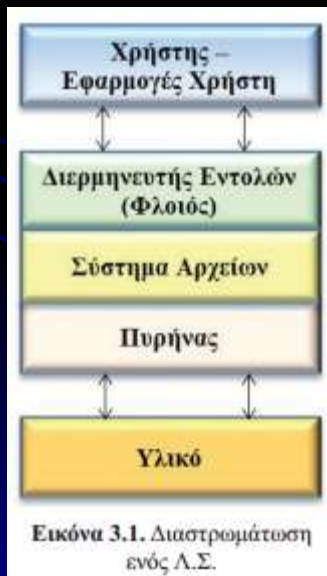 Χρήστης –
Εφαρμογές Χρήστη
Διερμηνευτής Εντολών
(Φλοιός)
Σύστημα Αρχείων
Πυρήνας
Υλικό
Εικόνα 3.1. Διαστρωμάτωση
ενός Λ.Σ.